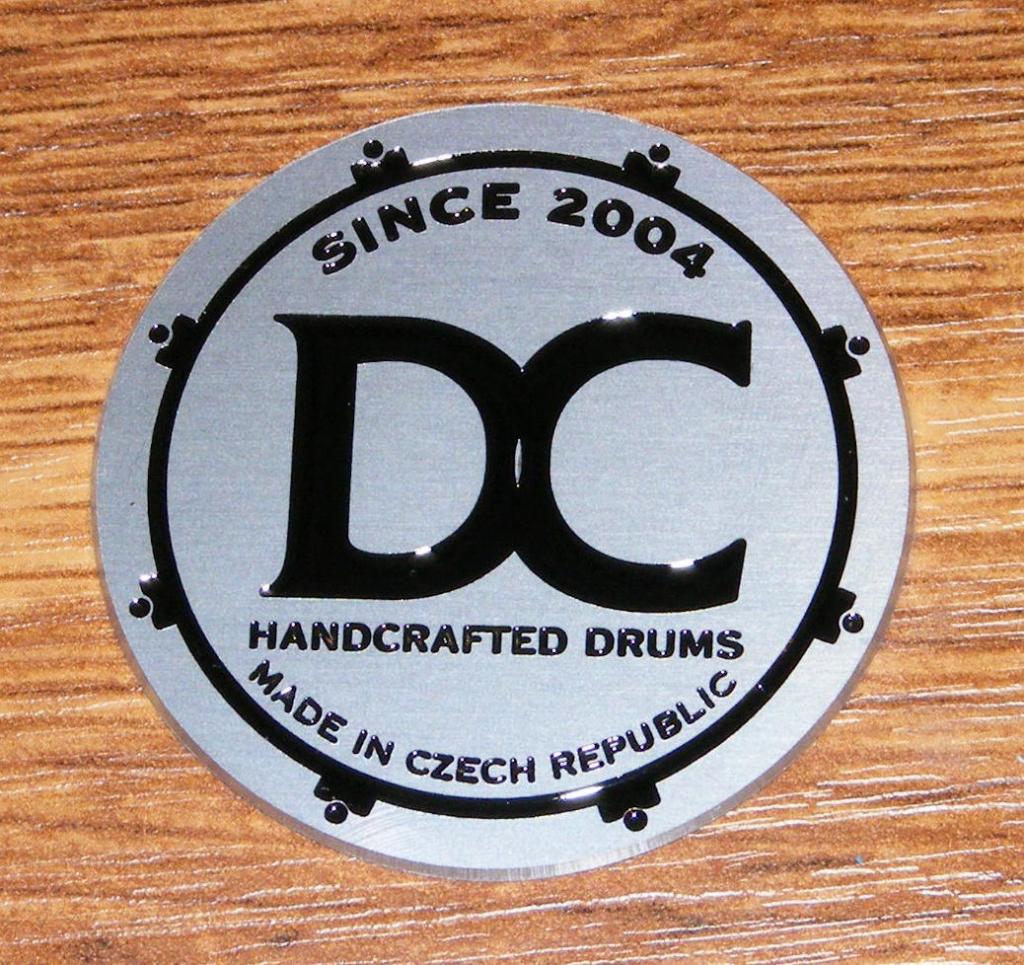 SINCE 2004
DC
HANDCRAFTED DRUMS
MADE IN CZECH REPUBLIC